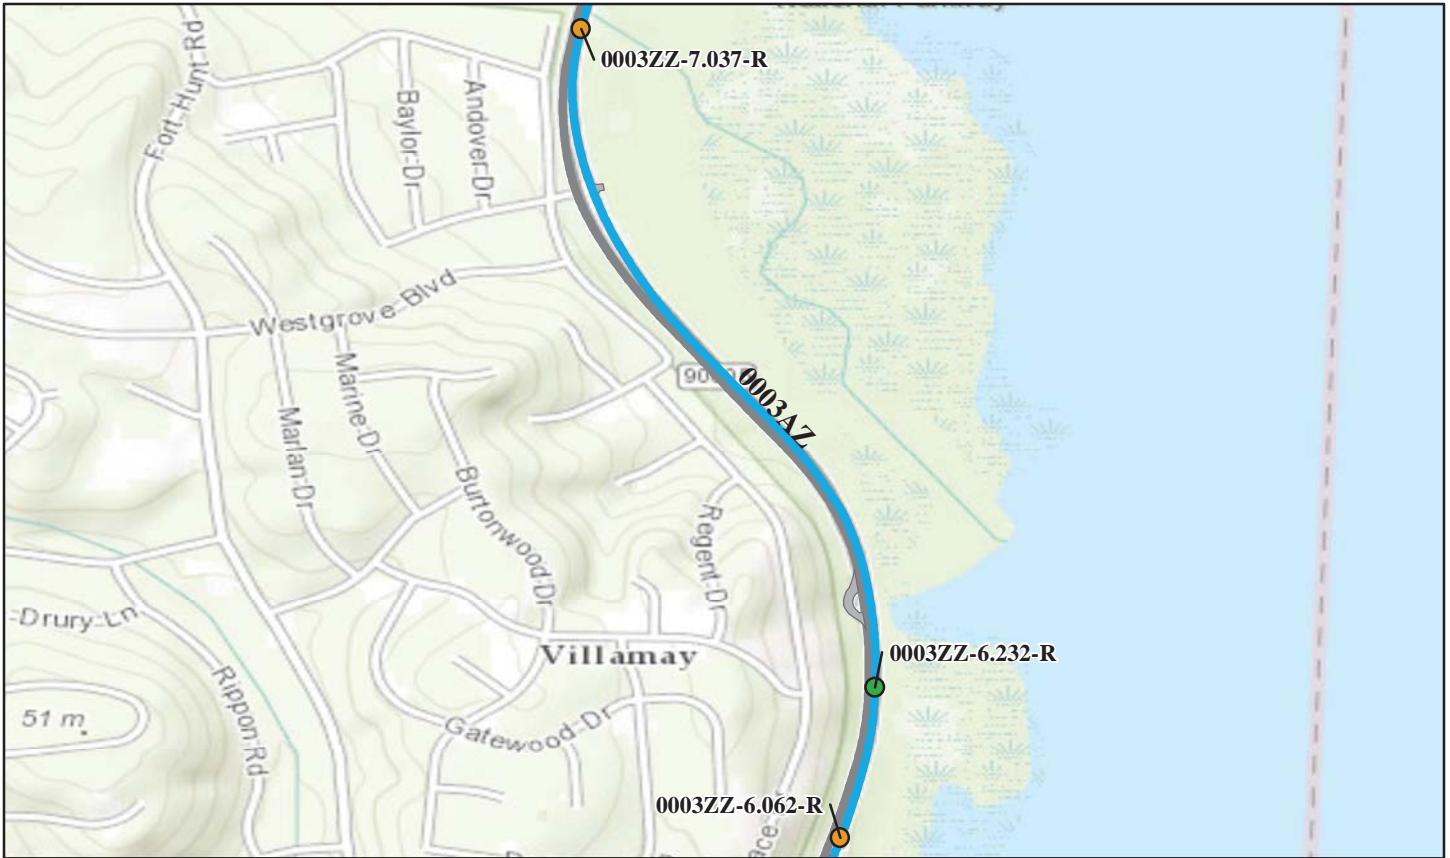 0003ZZ-7.037-R
Fort-Hunt-Rd
Baylor-Dr
Andover-Dr
Westgrove-Blvd
Marine-Dr
Marlan-Dr
0003AZ
Burtonwood-Dr
Regent-Dr
-Drury-Ln
Villamay
0003ZZ-6.232-R
Rippon-Rd
51 m
Gatewood-Dr
0003ZZ-6.062-R